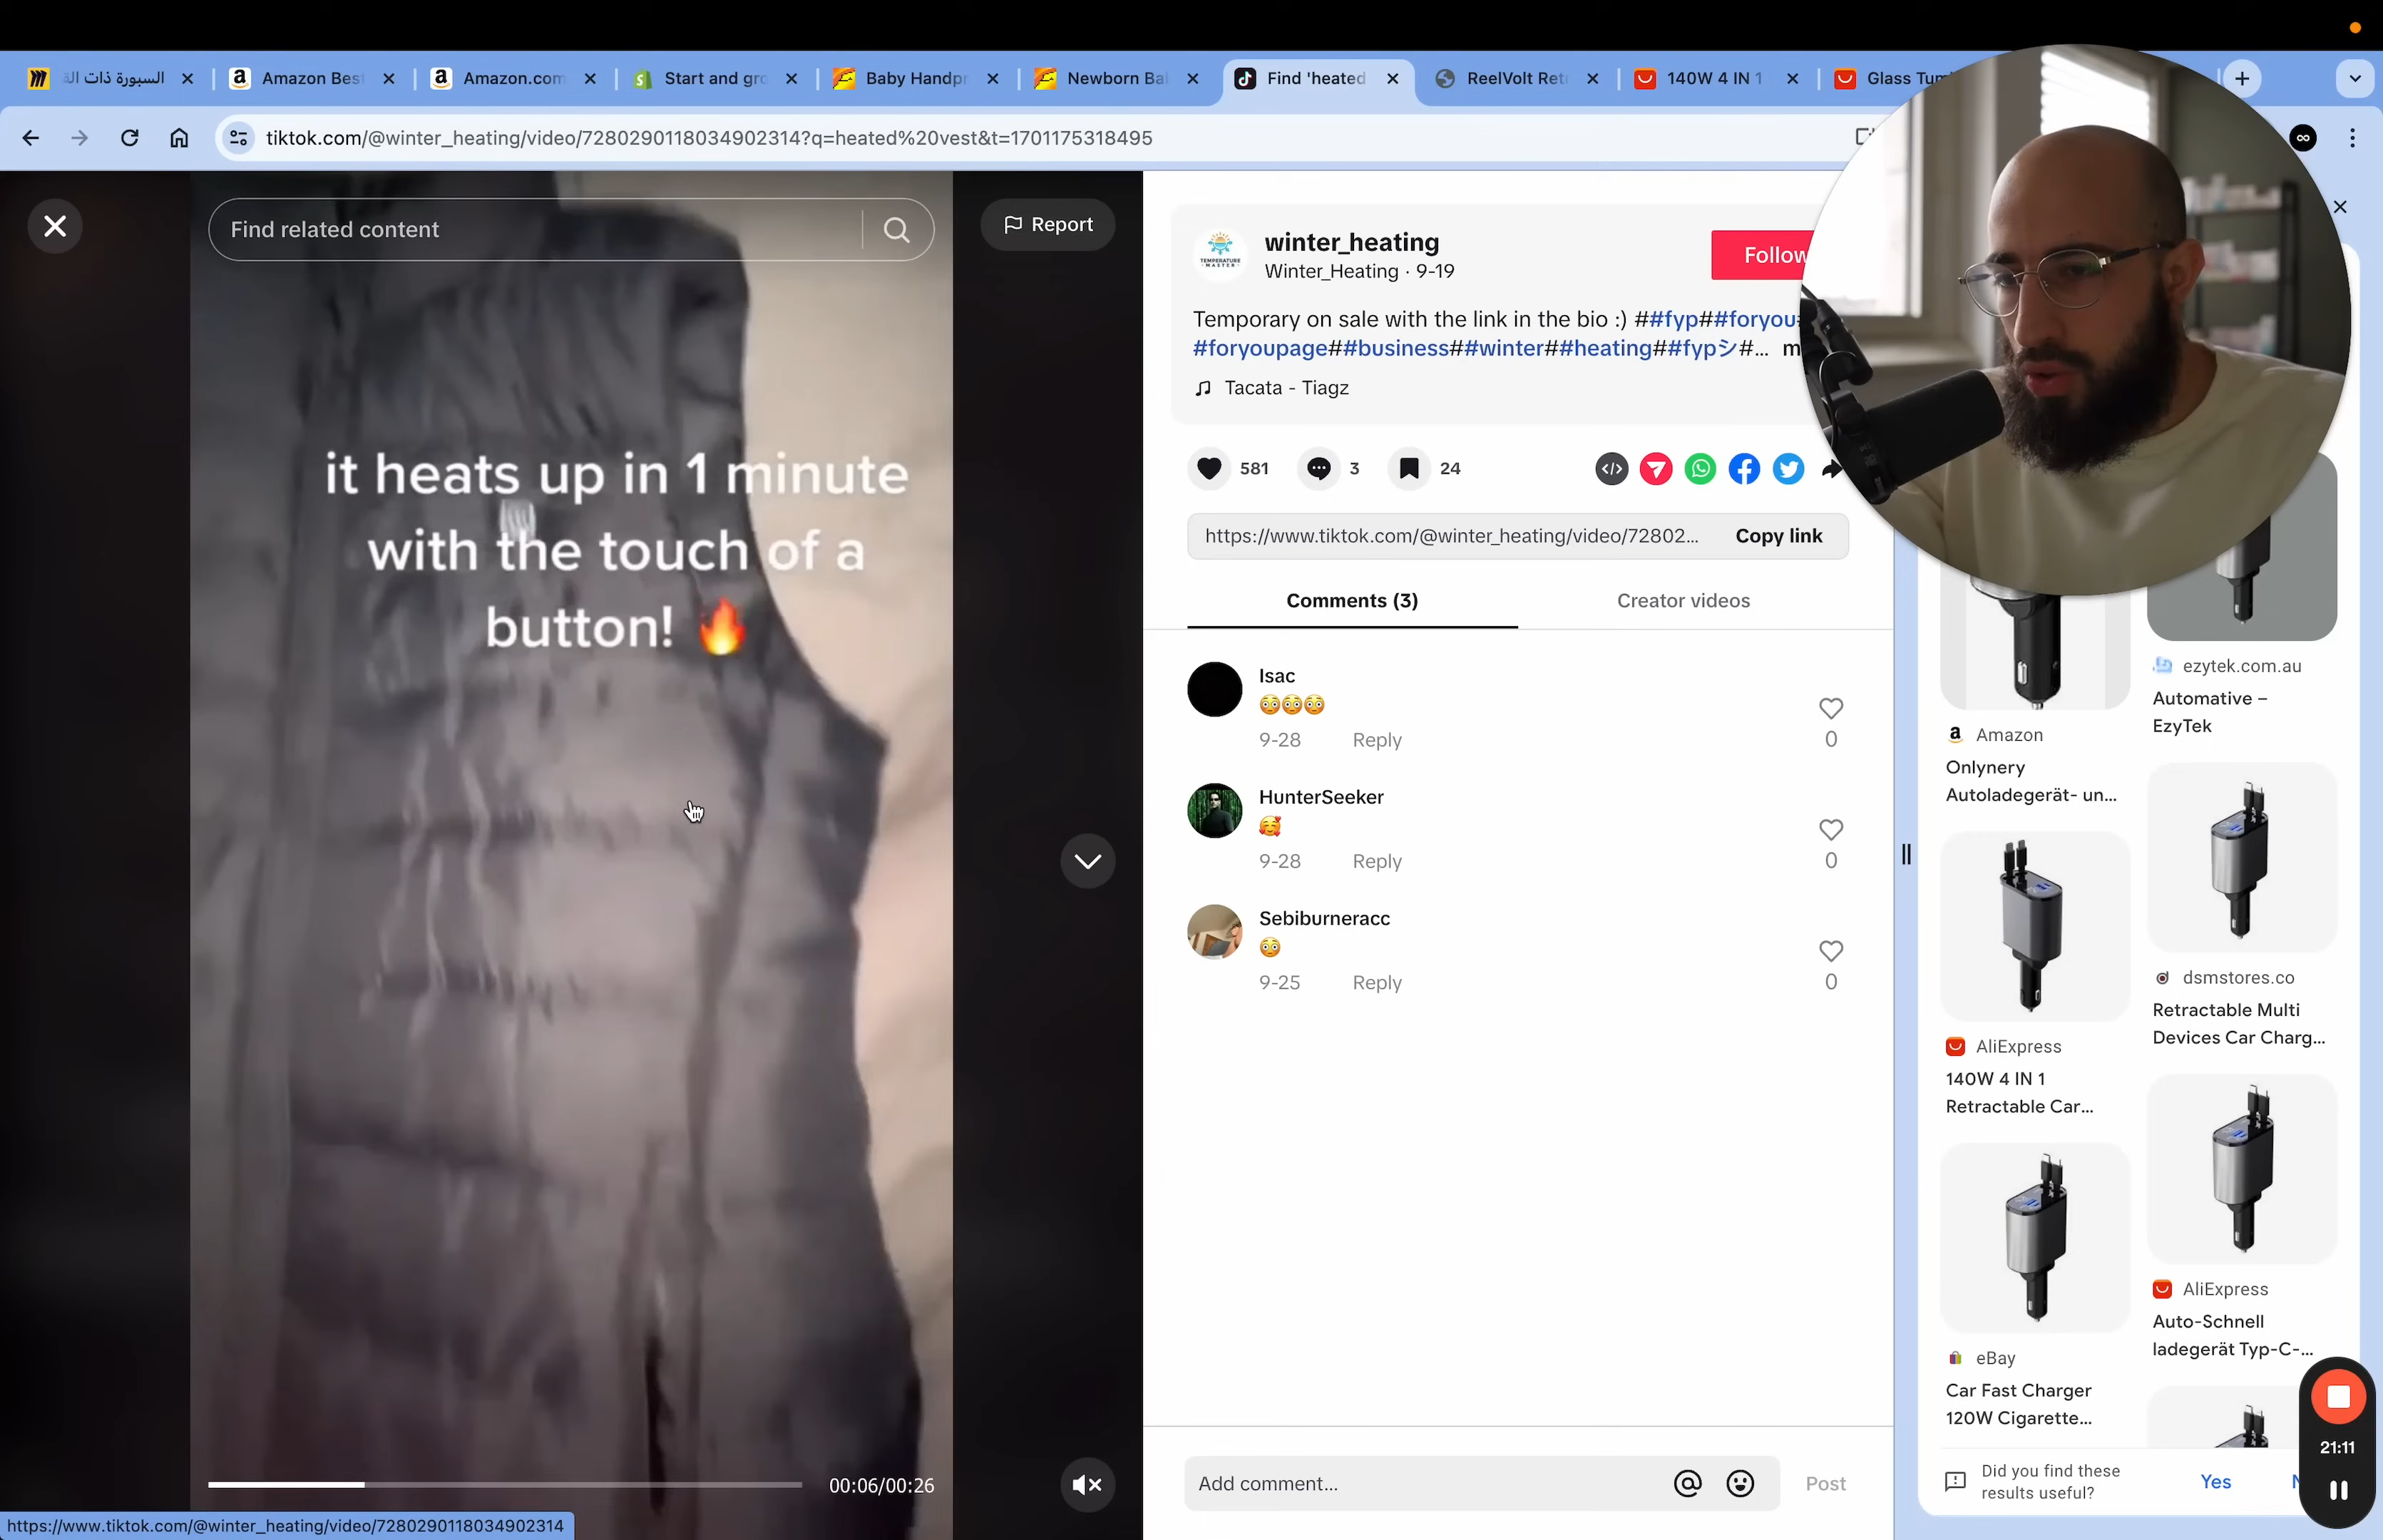 السبورة ذات الة
Amazon Bes
Amazon.com
Start and gro
Baby Handpr
Newborn Ba
Find 'heated
ReelVolt Ret
140W 4 IN 1
Glass Tum
tiktok.com/@winter_heating/video/7280290118034902314?q=heated%20vest&t=1701175318495
Find related content
Report
it heats up in 1 minute
with the touch of a
button! 🔥
00:06/00:26
https://www.tiktok.com/@winter_heating/video/7280290118034902314
winter_heating
Winter_Heating · 9-19
Follow
TEMPERATURE
MASTER
Temporary on sale with the link in the bio :) ##fyp##foryou#
#foryoupage##business##winter##heating##fypシ#... m
Tacata - Tiagz
581
3
24
https://www.tiktok.com/@winter_heating/video/72802...
Copy link
Comments (3)
Creator videos
Isac
😳😳😳
9-28 Reply
0
HunterSeeker
🥰
9-28 Reply
0
Sebiburneracc
😳
9-25 Reply
0
Add comment...
Post
Amazon
Onlynery
Autoladegerät- un...
AliExpress
140W 4 IN 1
Retractable Car...
eBay
Car Fast Charger
120W Cigarette...
ezytek.com.au
Automative –
EzyTek
dsmstores.co
Retractable Multi
Devices Car Charg...
AliExpress
Auto-Schnell
ladegerät Typ-C-...
Did you find these
results useful?
Yes
21:11